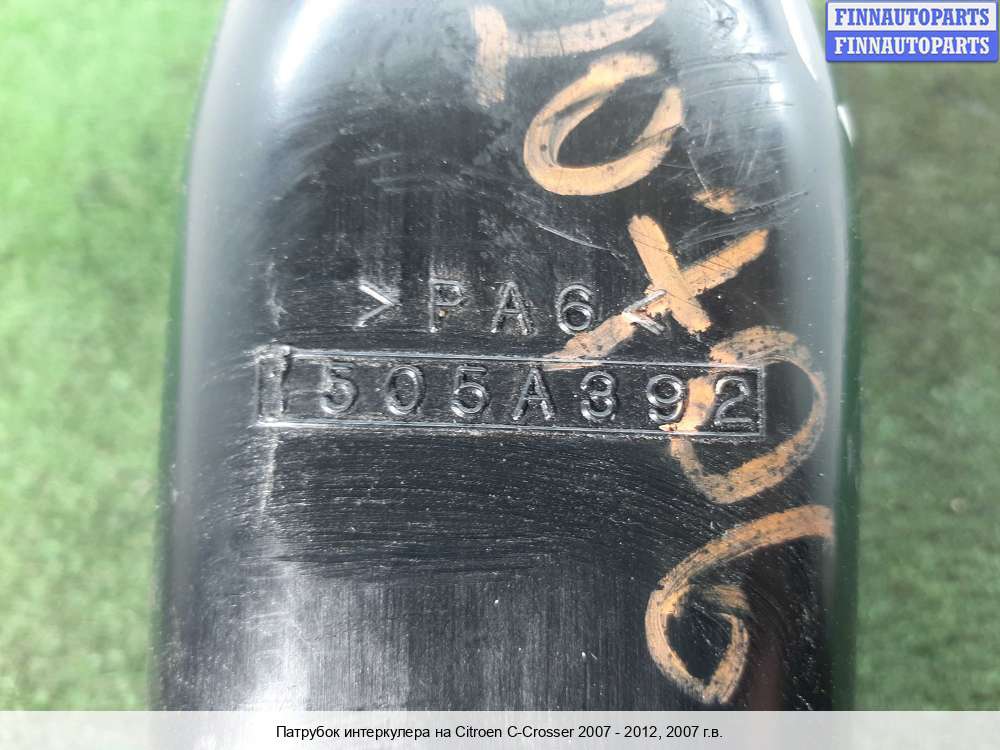 FINNAUTOPARTS
FINNAUTOPARTS
>PA6<
1505A392
Патрубок интеркулера на Citroen C-Crosser 2007 - 2012, 2007 г.в.